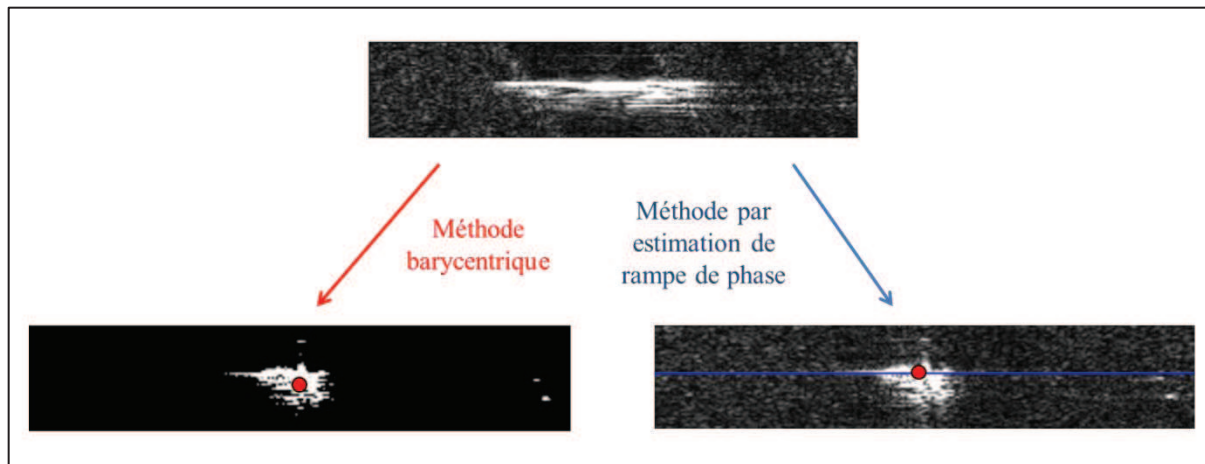 Méthode
barycentrique
Méthode par
estimation de
rampe de phase